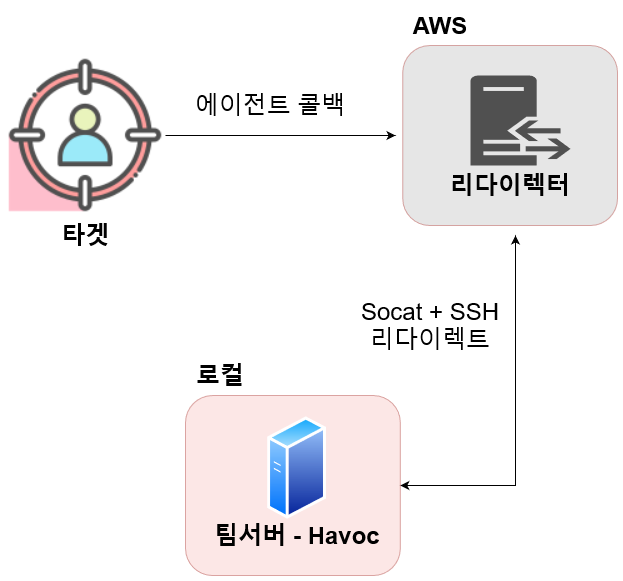 AWS
에이전트 콜백
리다이렉터
타겟
Socat + SSH
리다이렉트
로컬
팀서버 - Havoc